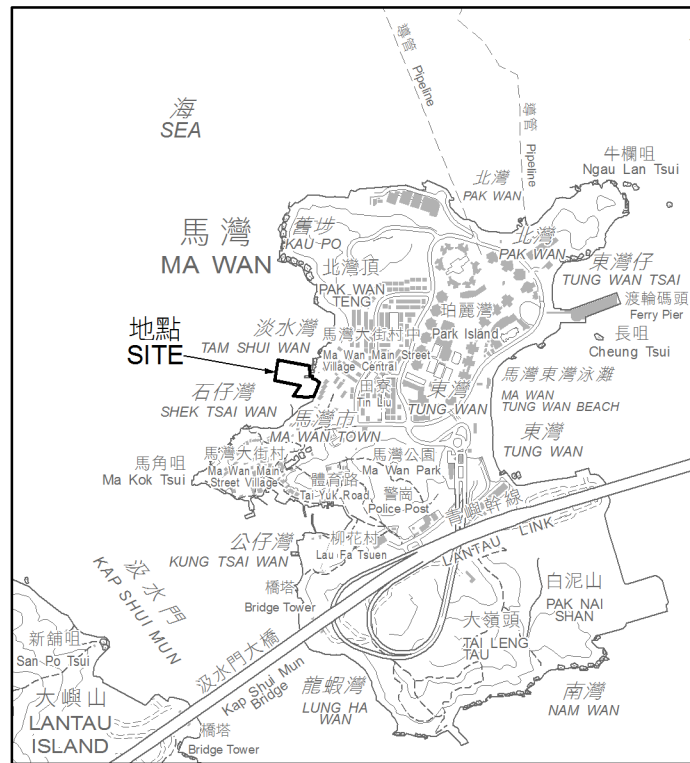 導管 Pipeline
導管 Pipeline
海
SEA
牛欄咀
Ngau Lan Tsui
北灣
PAK WAN
馬灣
MA WAN
舊埗
KAU PO
北灣
PAK WAN
東灣仔
TUNG WAN TSAI
北灣頂
PAK WAN
TENG
渡輪碼頭
Ferry Pier
珀麗灣
Park Island
地點
SITE
淡水灣
TAM SHUI WAN
馬灣大街村中
Ma Wan Main Street
Village Central
長咀
Cheung Tsui
田寮
Tin Liu
東灣
TUNG WAN
馬灣東灣泳灘
MA WAN
TUNG WAN BEACH
石仔灣
SHEK TSAI WAN
馬灣市
MA WAN TOWN
東灣
TUNG WAN
馬角咀
Ma Kok Tsui
馬灣大街村
Ma Wan Main
Street Village
體育路
Tai Yuk Road
馬灣公園
Ma Wan Park
警崗
Police Post
青嶼幹線
LANTAU LINK
公仔灣
KUNG TSAI WAN
柳花村
Lau Fa Tsuen
汲水門
KAP SHUI MUN
橋塔
Bridge Tower
白泥山
PAK NAI
SHAN
大嶺頭
TAI LENG
TAU
新舖咀
San Po Tsui
汲水門大橋
Kap Shui Mun
Bridge
龍蝦灣
LUNG HA
WAN
南灣
NAM WAN
大嶼山
LANTAU
ISLAND
橋塔
Bridge Tower